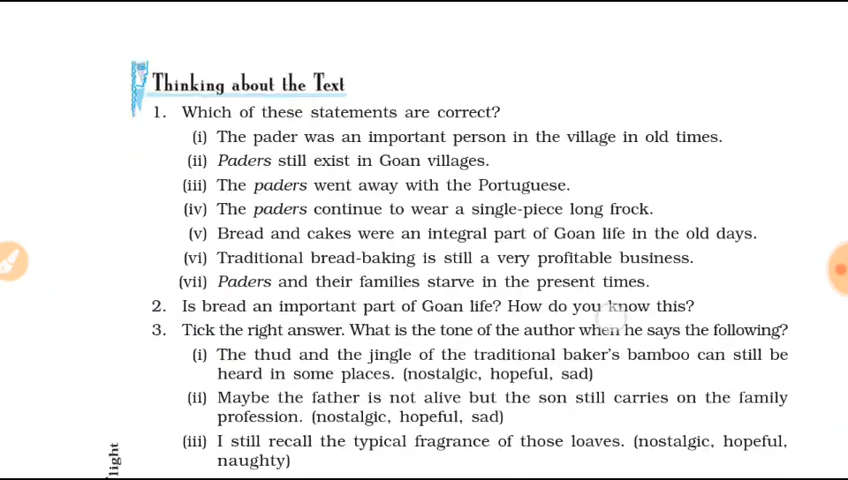 Thinking about the Text
1. Which of these statements are correct?
(i) The pader was an important person in the village in old times.
(ii) Paders still exist in Goan villages.
(iii) The paders went away with the Portuguese.
(iv) The paders continue to wear a single-piece long frock.
(v) Bread and cakes were an integral part of Goan life in the old days.
(vi) Traditional bread-baking is still a very profitable business.
(vii) Paders and their families starve in the present times.
2. Is bread an important part of Goan life? How do you know this?
3. Tick the right answer. What is the tone of the author when he says the following?
(i) The thud and the jingle of the traditional baker's bamboo can still be
heard in some places. (nostalgic, hopeful, sad)
(ii) Maybe the father is not alive but the son still carries on the family
profession. (nostalgic, hopeful, sad)
(iii) I still recall the typical fragrance of those loaves. (nostalgic, hopeful,
naughty)
light